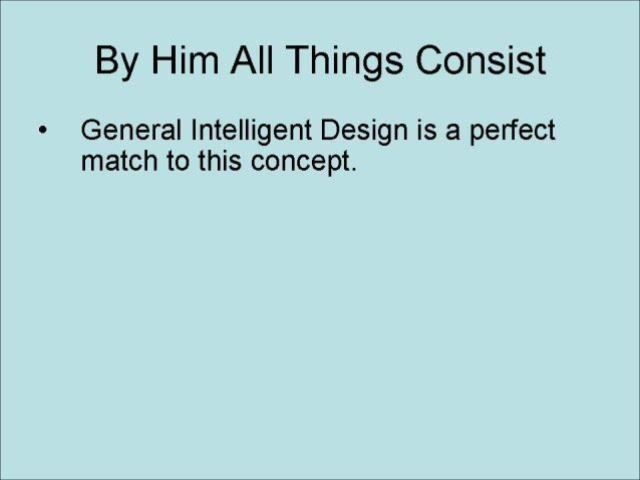 By Him All Things Consist
• General Intelligent Design is a perfect
match to this concept.